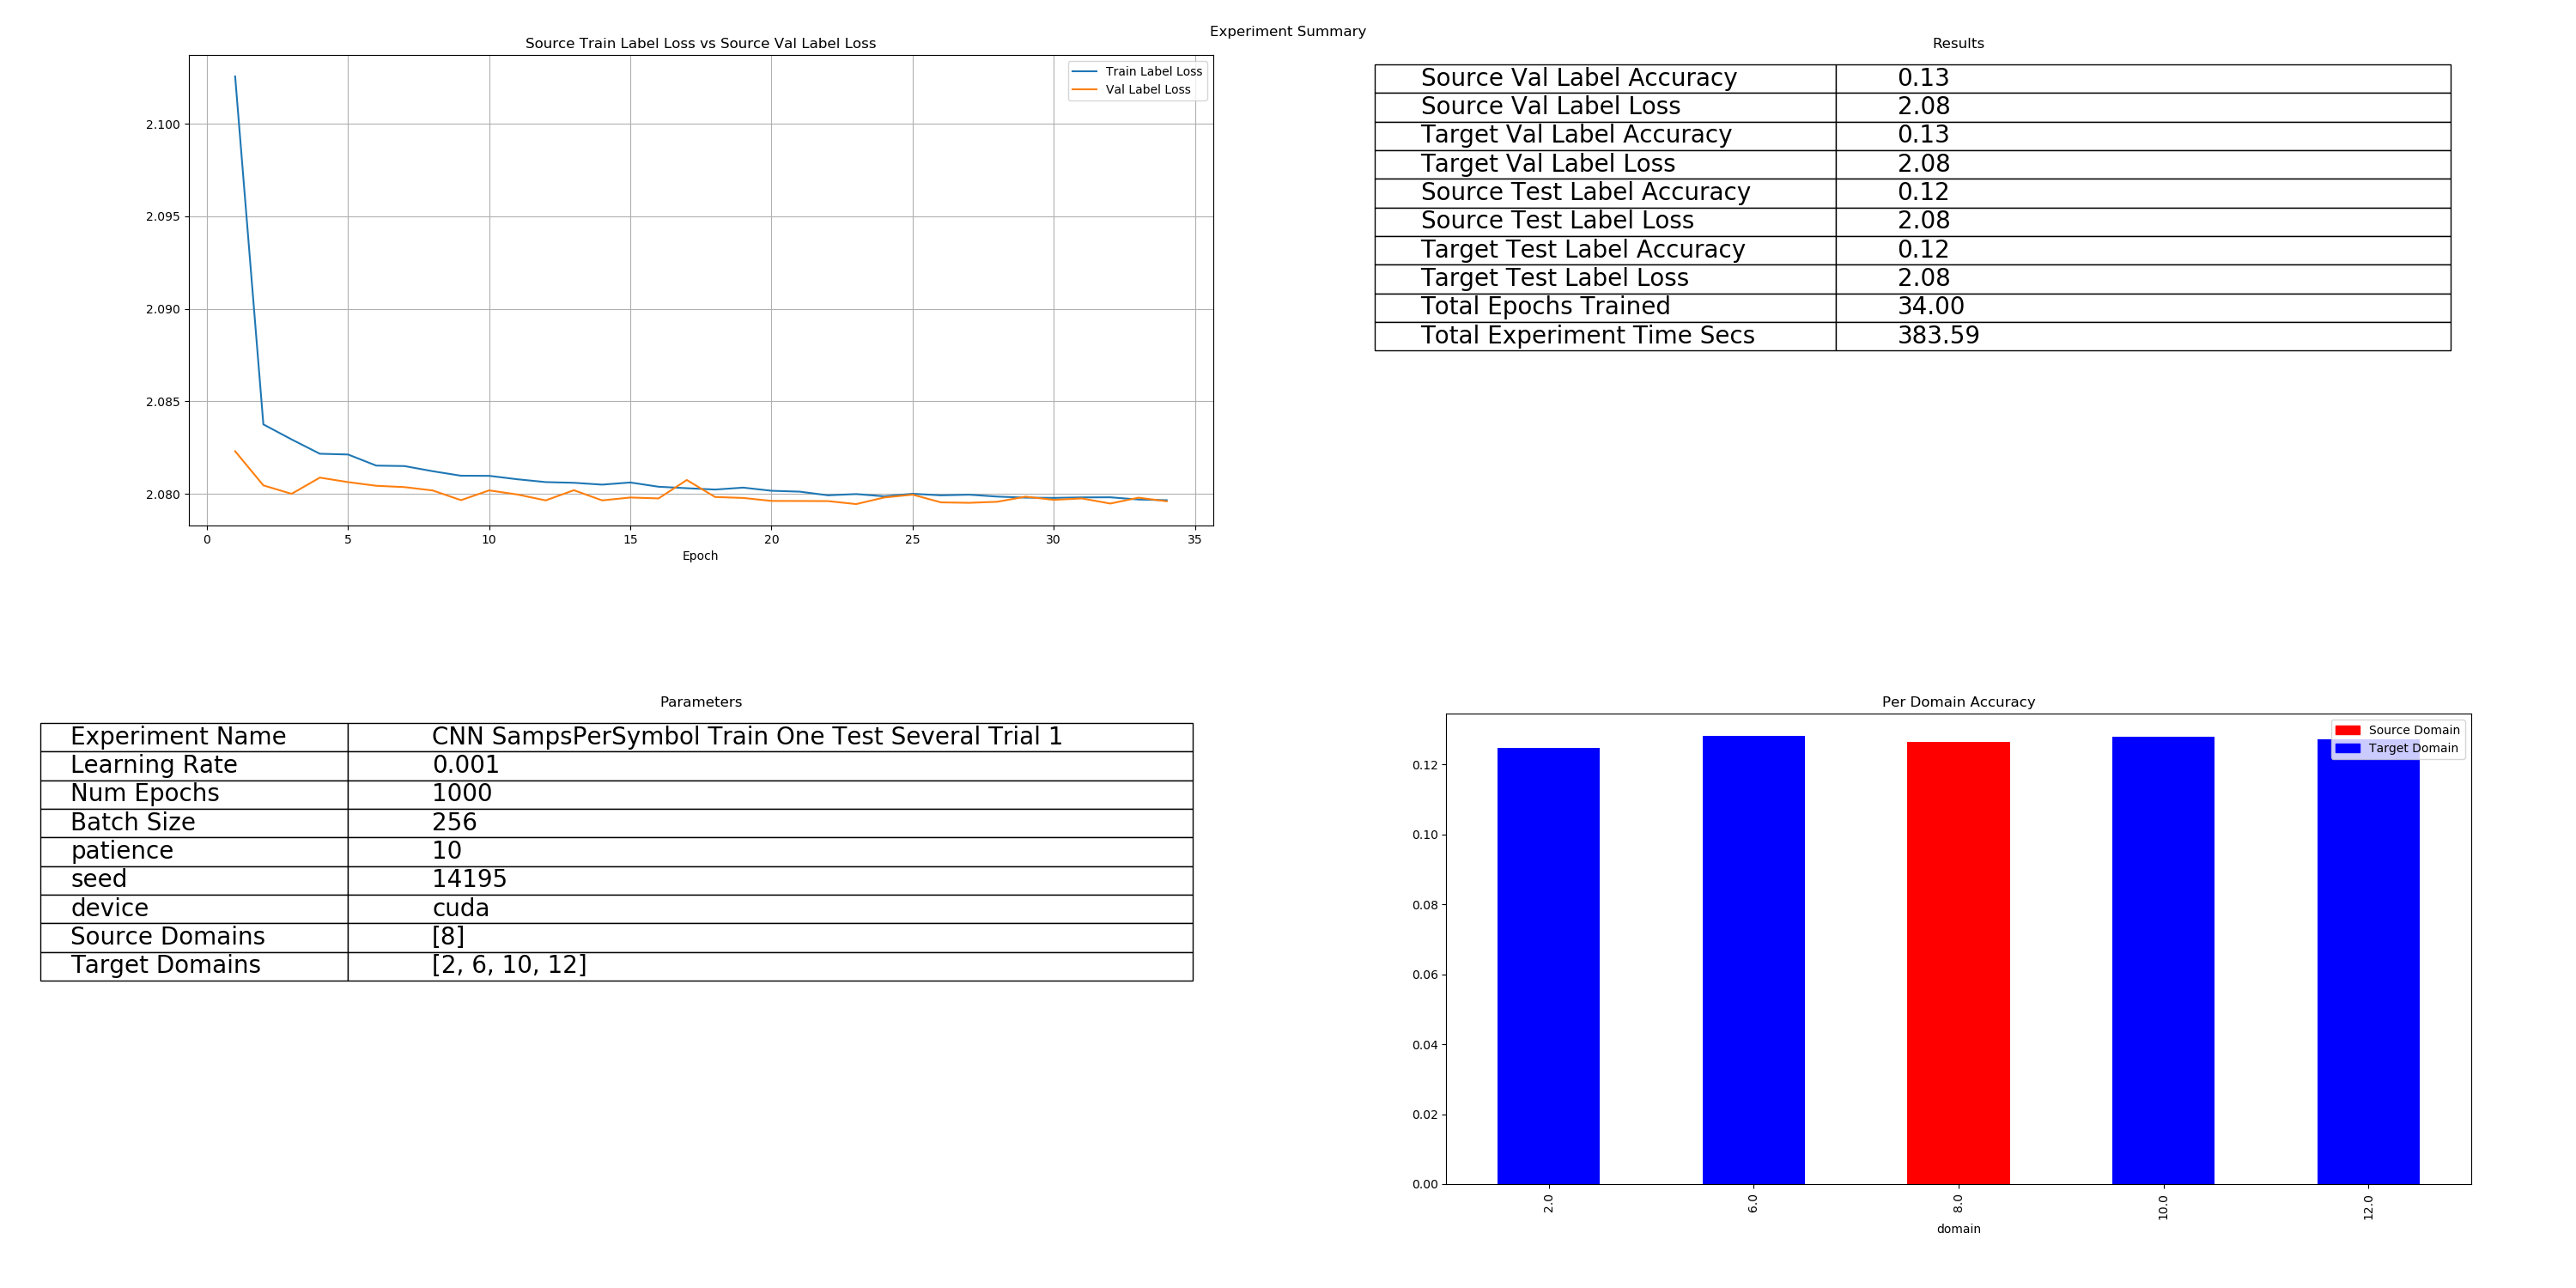 Experiment Summary
Source Train Label Loss vs Source Val Label Loss
Train Label Loss
Val Label Loss
2.100
2.095
2.090
2.085
2.080
0 5 10 15 20 25 30 35
Epoch
Results
Source Val Label Accuracy 0.13
Source Val Label Loss 2.08
Target Val Label Accuracy 0.13
Target Val Label Loss 2.08
Source Test Label Accuracy 0.12
Source Test Label Loss 2.08
Target Test Label Accuracy 0.12
Target Test Label Loss 2.08
Total Epochs Trained 34.00
Total Experiment Time Secs 383.59
Parameters
Experiment Name CNN SampsPerSymbol Train One Test Several Trial 1
Learning Rate 0.001
Num Epochs 1000
Batch Size 256
patience 10
seed 14195
device cuda
Source Domains [8]
Target Domains [2, 6, 10, 12]
Per Domain Accuracy
Source Domain
Target Domain
0.12
0.10
0.08
0.06
0.04
0.02
0.00
2.0 6.0 8.0 10.0 12.0
domain